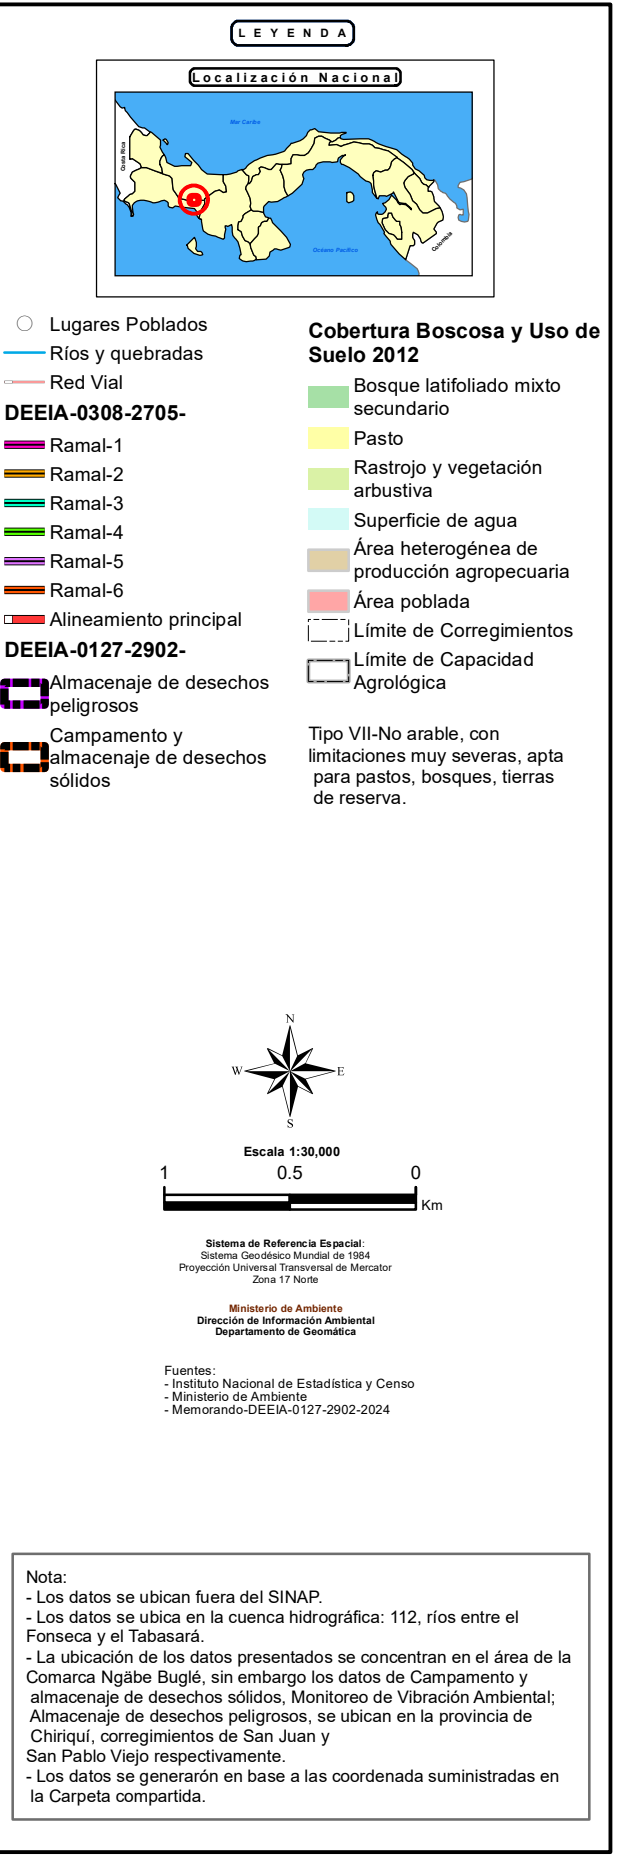 LEYENDA
Localización Nacional
Mar Caribe
Costa Rica
Oceano Pacífico
Colombia
Lugares Poblados
Ríos y quebradas
Red Vial
DEEIA-0308-2705-
Ramal-1
Ramal-2
Ramal-3
Ramal-4
Ramal-5
Ramal-6
Alineamiento principal
DEEIA-0127-2902-
Almacenaje de desechos
peligrosos
Campamento y
almacenaje de desechos
sólidos
Cobertura Boscosa y Uso de
Suelo 2012
Bosque latifoliado mixto
secundario
Pasto
Rastrojo y vegetación
arbustiva
Superficie de agua
Área heterogénea de
producción agropecuaria
Área poblada
Límite de Corregimientos
Límite de Capacidad
Agrológica
Tipo VII-No arable, con
limitaciones muy severas, apta
para pastos, bosques, tierras
de reserva.
N
W E
S
Escala 1:30,000
1 0.5 0
Km
Sistema de Referencia Espacial:
Sistema Geodésico Mundial de 1984
Proyección Universal Transversal de Mercator
Zona 17 Norte
Ministerio de Ambiente
Dirección de Información Ambiental
Departamento de Geomática
Fuentes:
- Instituto Nacional de Estadística y Censo
- Ministerio de Ambiente
- Memorando-DEEIA-0127-2902-2024
Nota:
- Los datos se ubican fuera del SINAP.
- Los datos se ubica en la cuenca hidrográfica: 112, ríos entre el
Fonseca y el Tabasará.
- La ubicación de los datos presentados se concentran en el área de la
Comarca Ngäbe Buglé, sin embargo los datos de Campamento y
almacenaje de desechos sólidos, Monitoreo de Vibración Ambiental;
Almacenaje de desechos peligrosos, se ubican en la provincia de
Chiriquí, corregimientos de San Juan y
San Pablo Viejo respectivamente.
- Los datos se generarón en base a las coordenada suministradas en
la Carpeta compartida.